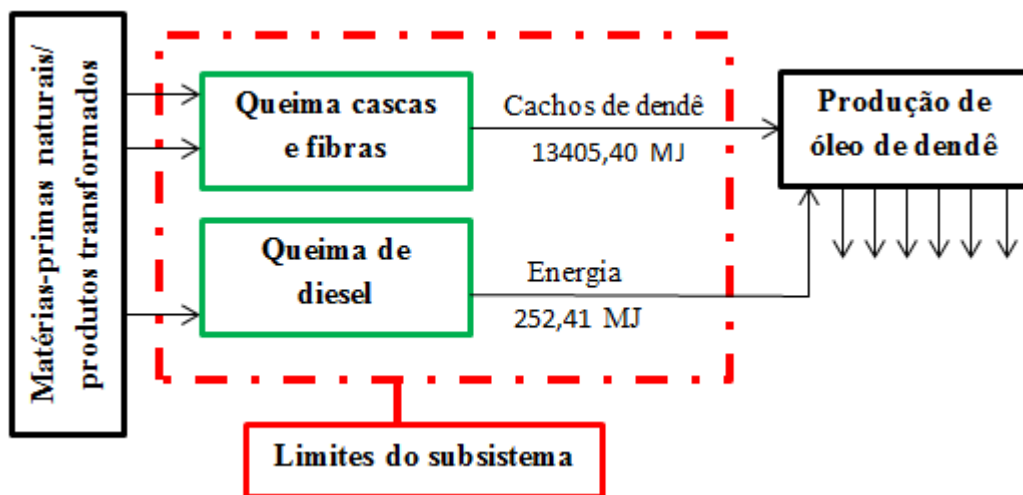 Matérias-primas naturais/
produtos transformados
Queima cascas
e fibras
Cachos de dendê
13405,40 MJ
Produção de
óleo de dendê
Queima de
diesel
Energia
252,41 MJ
Limites do subsistema